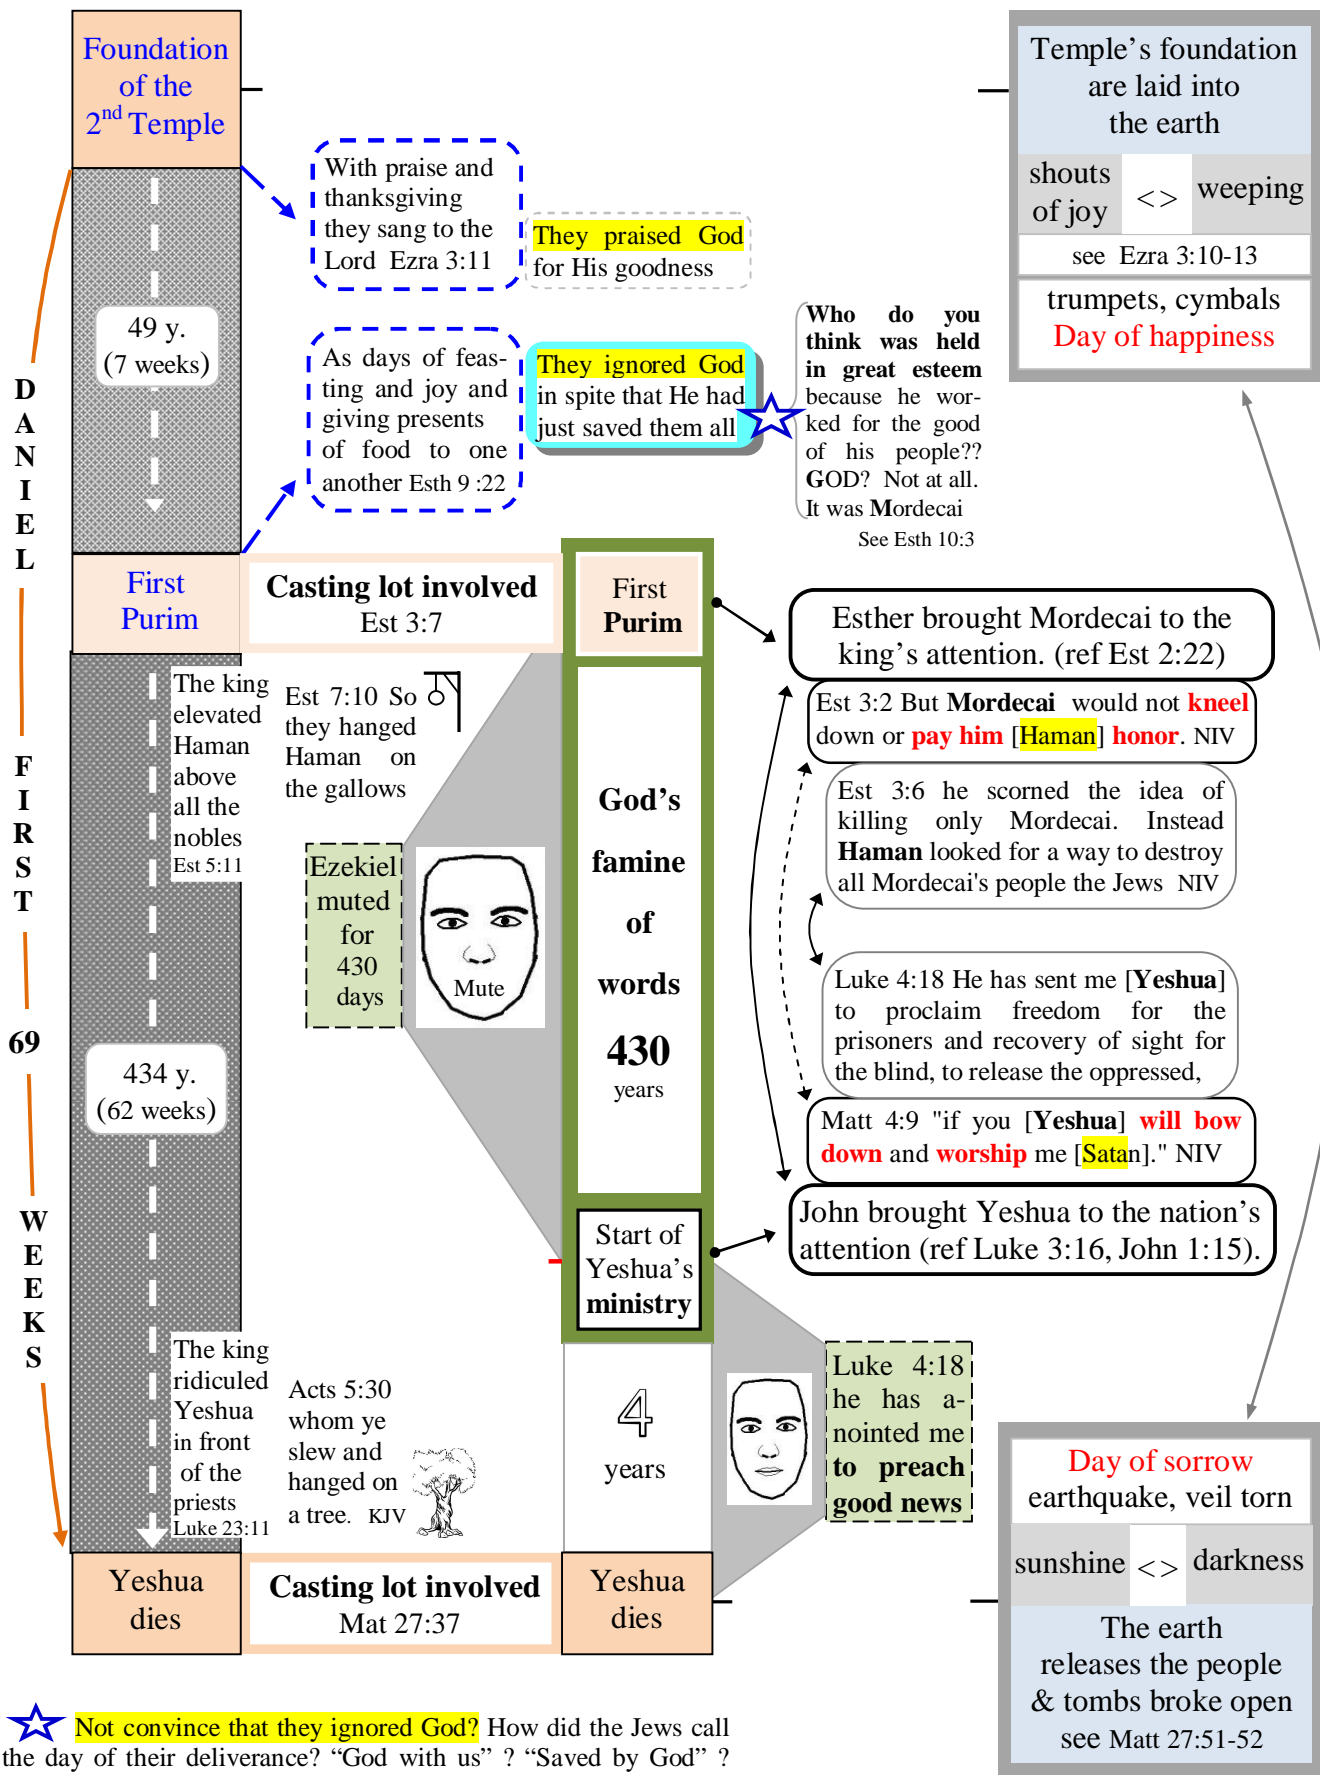 Foundation
of the
2nd Temple
Temple’s foundation
are laid into
the earth
shouts
of joy
< >
weeping
see Ezra 3:10-13
trumpets, cymbals
Day of happiness
With praise and
thanksgiving
they sang to the
Lord Ezra 3:11
They praised God
for His goodness
49 y.
(7 weeks)
As days of feas-
ting and joy and
giving presents
of food to one
another Esth 9 :22
They ignored God
in spite that He had
just saved them all
Who do you
think was held
in great esteem
because he wor-
ked for the good
of his people??
GOD? Not at all.
It was Mordecai
See Esth 10:3
DANIEL
FIRST
69
WEEKS
First
Purim
Casting lot involved
Est 3:7
First
Purim
Esther brought Mordecai to the
king’s attention. (ref Est 2:22)
The king
elevated
Haman
above
all the
nobles
Est 5:11
Est 7:10 So
they hanged
Haman on
the gallows
Est 3:2 But Mordecai would not kneel
down or pay him [Haman] honor. NIV
Est 3:6 he scorned the idea of
killing only Mordecai. Instead
Haman looked for a way to destroy
all Mordecai's people the Jews NIV
God’s
famine
of
words
430
years
Ezekiel
muted
for
430
days
Mute
Luke 4:18 He has sent me [Yeshua]
to proclaim freedom for the
prisoners and recovery of sight for
the blind, to release the oppressed,
434 y.
(62 weeks)
Matt 4:9 "if you [Yeshua] will bow
down and worship me [Satan]." NIV
John brought Yeshua to the nation’s
attention (ref Luke 3:16, John 1:15).
Start of
Yeshua’s
ministry
The king
ridiculed
Yeshua
in front
of the
priests
Luke 23:11
Acts 5:30
whom ye
slew and
hanged on
a tree. KJV
4
years
Luke 4:18
he has a-
nointed me
to preach
good news
Day of sorrow
earthquake, veil torn
sunshine
< >
darkness
The earth
releases the people
& tombs broke open
see Matt 27:51-52
Yeshua
dies
Casting lot involved
Mat 27:37
Yeshua
dies
Not convince that they ignored God? How did the Jews call
the day of their deliverance? “God with us” ? “Saved by God” ?